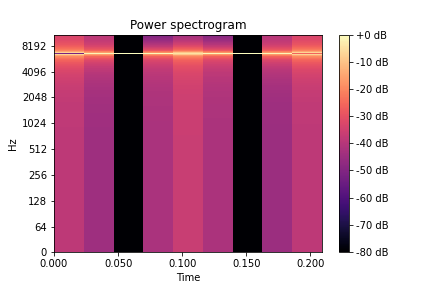 Power spectrogram
8192
4096
2048
1024
512
256
128
64
0
Hz
0.000
0.050
0.100
0.150
0.200
Time
+0 dB
-10 dB
-20 dB
-30 dB
-40 dB
-50 dB
-60 dB
-70 dB
-80 dB